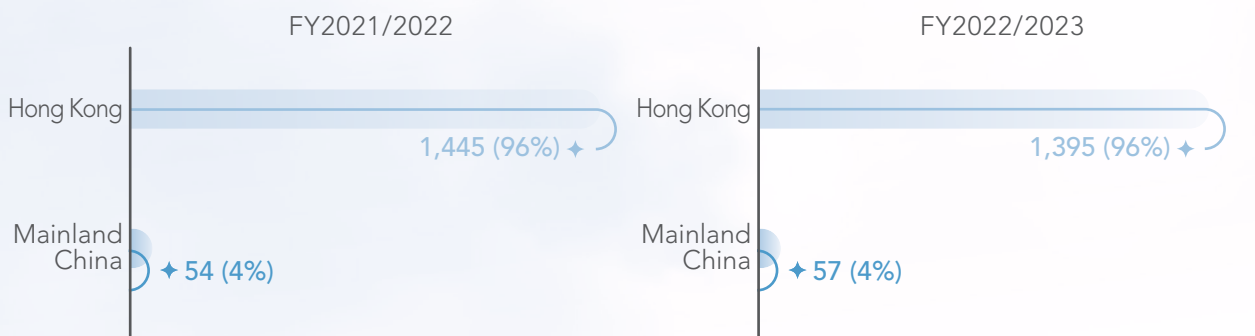 FY2021/2022
Hong Kong
1,445 (96%)
Mainland
China
54 (4%)
FY2022/2023
Hong Kong
1,395 (96%)
Mainland
China
57 (4%)